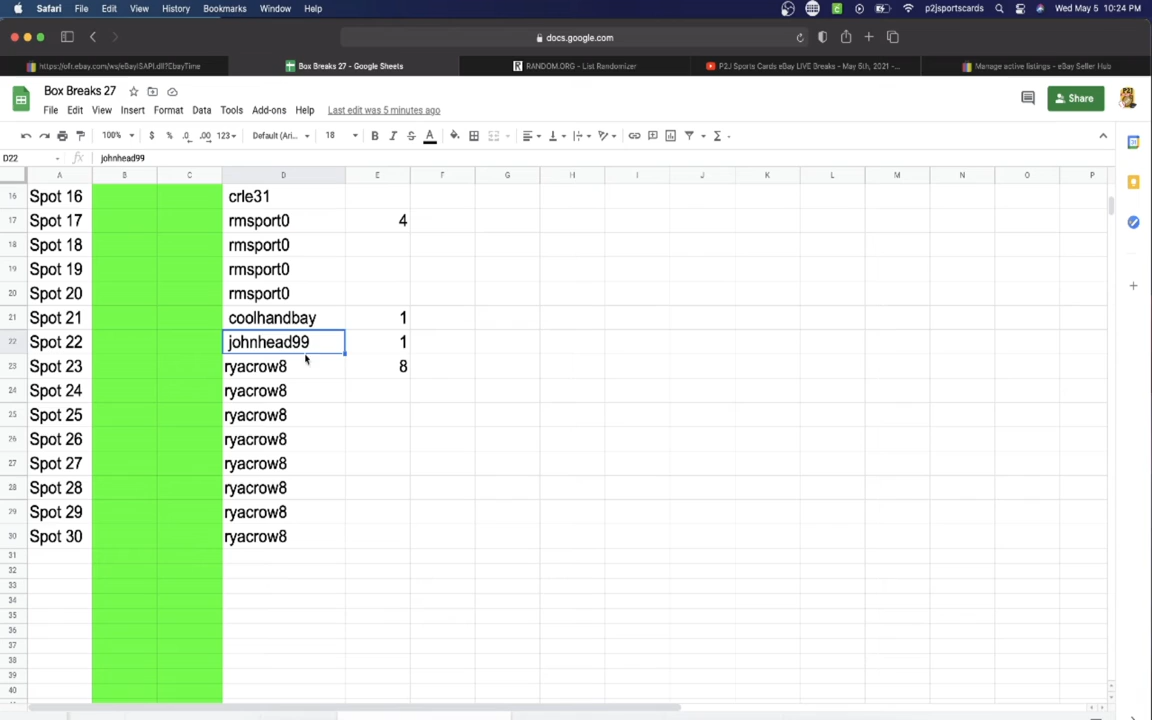 Safari File Edit View History Bookmarks Window Help p2jsportscards Wed May 5 10:24 PM
docs.google.com
https://ofr.ebay.com/ws/eBayISAPI.dll?EbayTime Box Breaks 27 - Google Sheets RANDOM.ORG - List Randomizer P2J Sports Cards eBay LIVE Breaks - May 6th, 2021 -... Manage active listings - eBay Seller Hub
Box Breaks 27
File Edit View Insert Format Data Tools Add-ons Help Last edit was 5 minutes ago
Share
100% $ % .0 .00 123 Default (Ari... 18 B I S A
D22 fx johnhead99
A B C D E F G H I J K L M N O P
16 Spot 16 crle31
17 Spot 17 rmsport0 4
18 Spot 18 rmsport0
19 Spot 19 rmsport0
20 Spot 20 rmsport0
21 Spot 21 coolhandbay 1
22 Spot 22 johnhead99 1
23 Spot 23 ryacrow8 8
24 Spot 24 ryacrow8
25 Spot 25 ryacrow8
26 Spot 26 ryacrow8
27 Spot 27 ryacrow8
28 Spot 28 ryacrow8
29 Spot 29 ryacrow8
30 Spot 30 ryacrow8
31
32
33
34
35
36
37
38
39
40